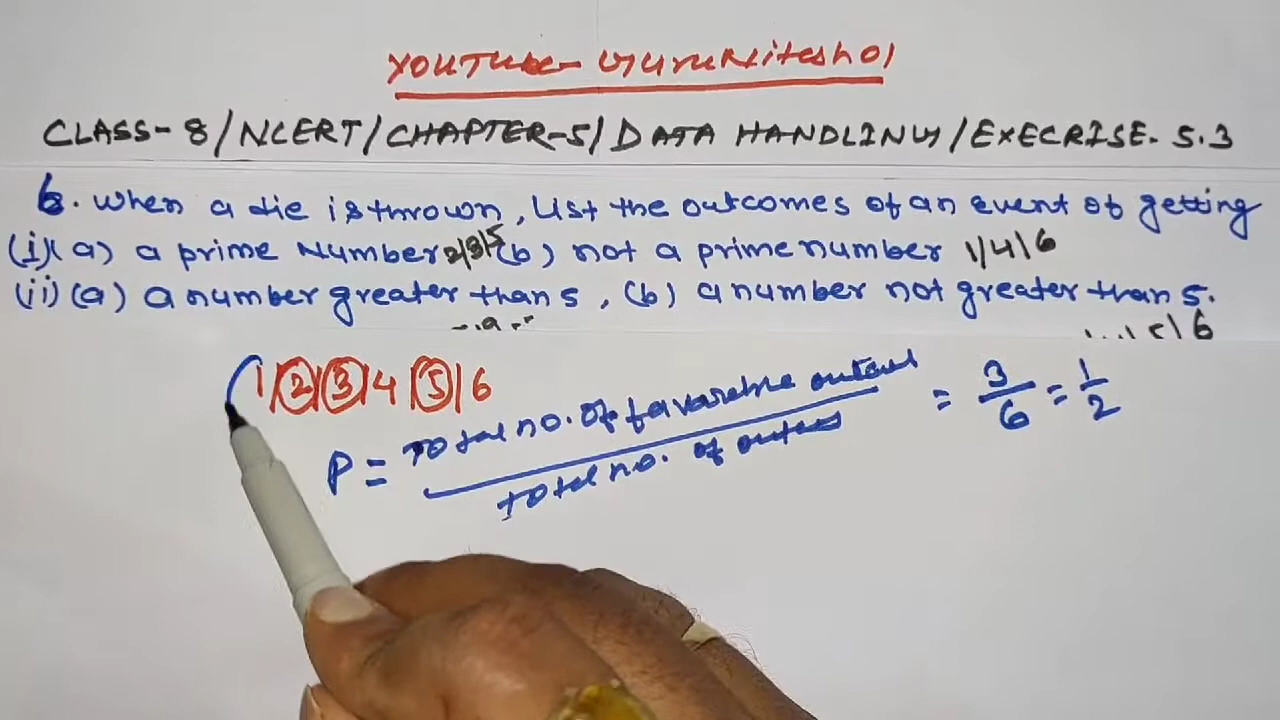 YOUTUBE- GuruNitesh01
CLASS-8/NCERT/CHAPTER-5/DATA HANDLING/EXECRISE-5.3
6. When a die is thrown, List the outcomes of an event of getting
(i)(a) a prime Number 2/3/5 (b) not a prime number 1/4/6
(ii)(a) a number greater than 5, (b) a number not greater than 5.
6
1/2/3/4/5/6
P = Total no. of favarable / Total no. of = 3/6 = 1/2